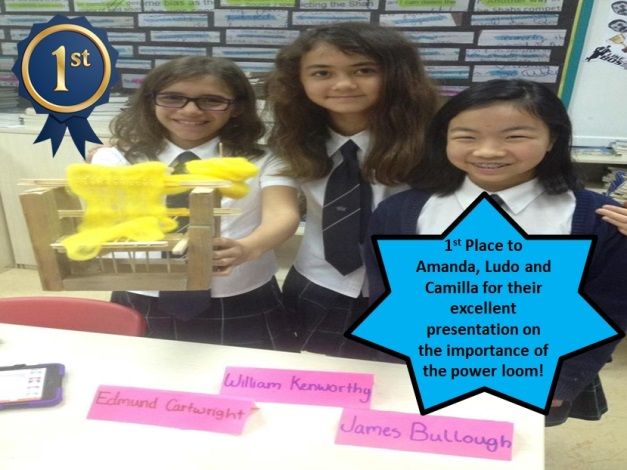 1st
1st Place to
Amanda, Ludo and
Camilla for their
excellent
presentation on
the importance of
the power loom!
William Kenworthy
Edmund Cartwright
James Bullough